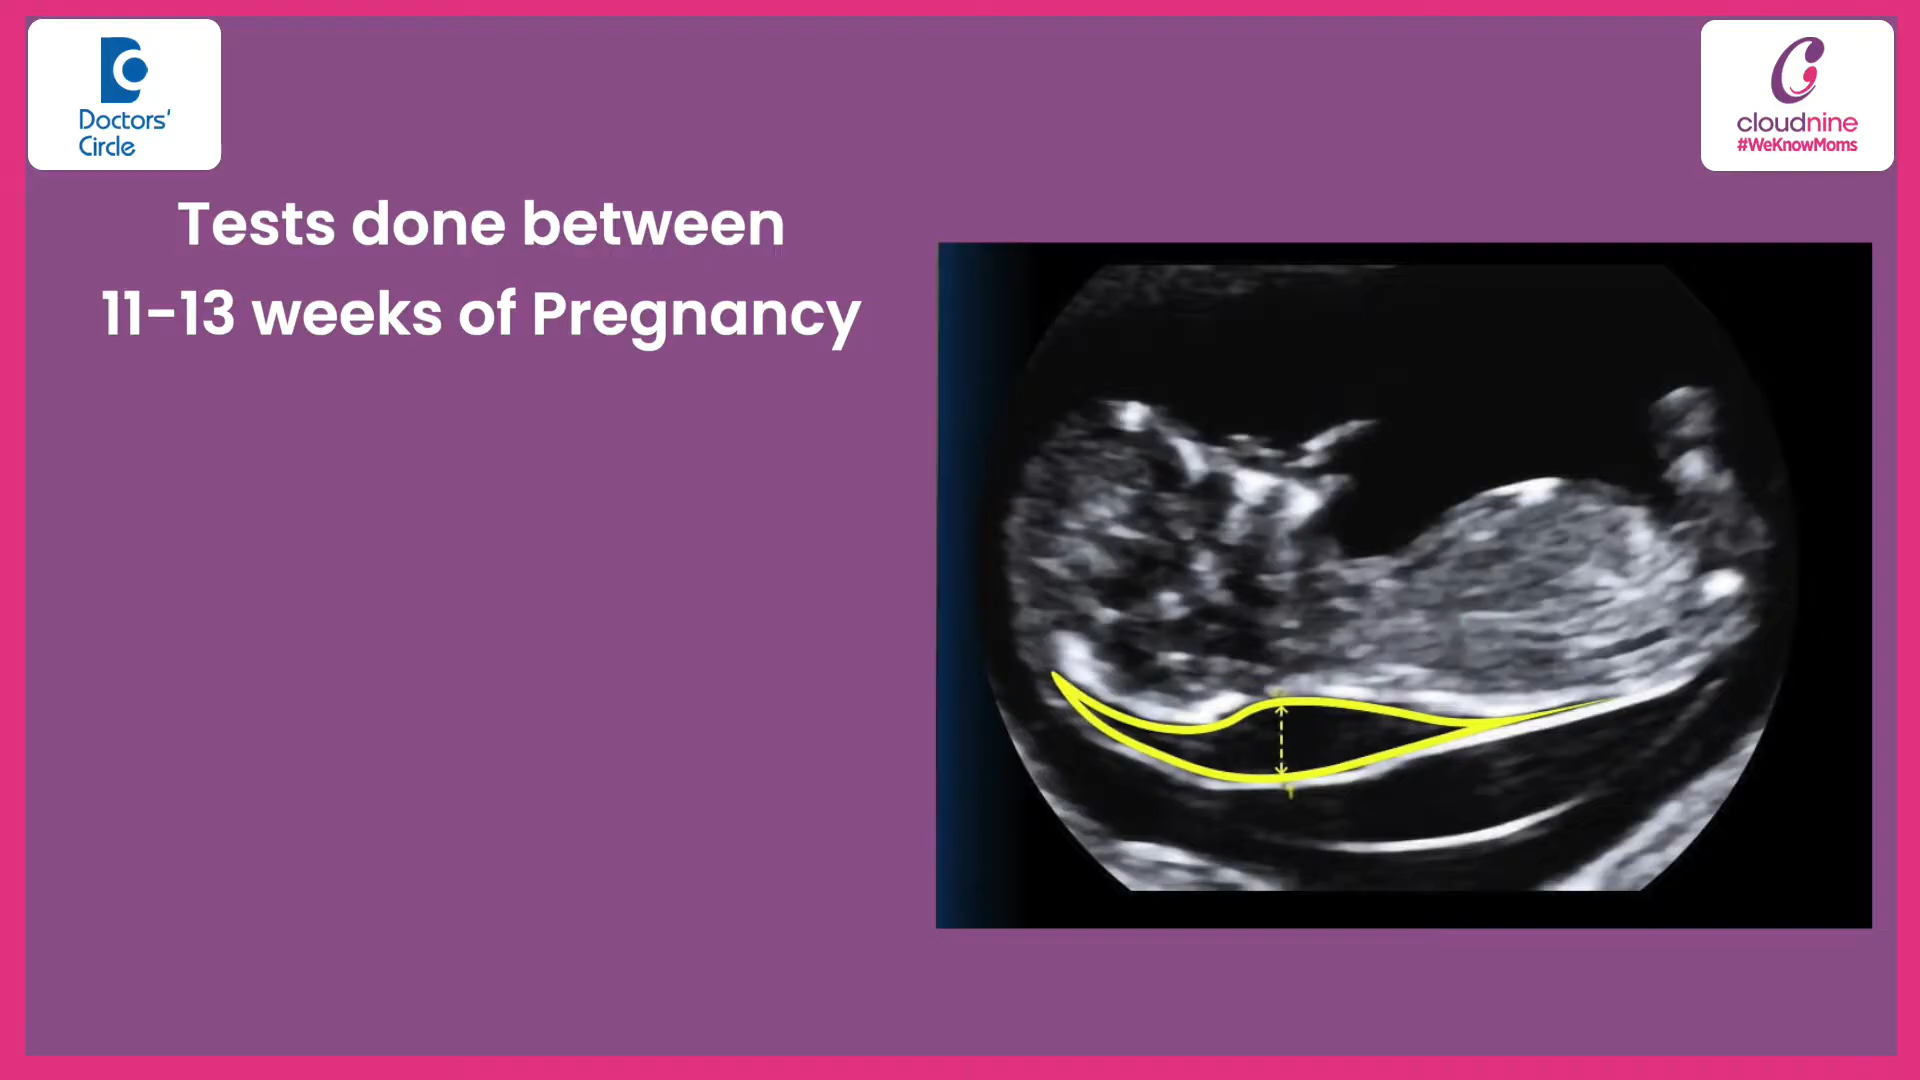 Doctors'
Circle
cloudnine
#WeKnowMoms
Tests done between
11-13 weeks of Pregnancy